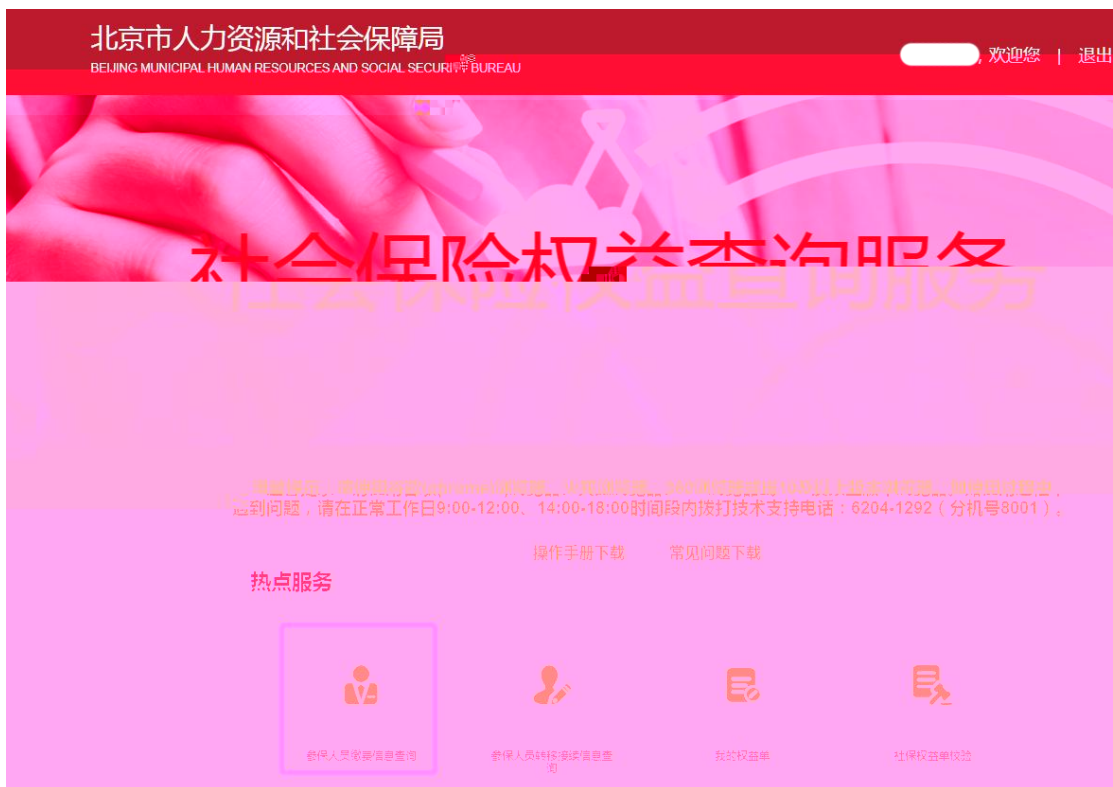 北京市人力资源和社会保障局
BEIJING MUNICIPAL HUMAN RESOURCES AND SOCIAL SECURITY BUREAU
, 欢迎您 | 退出
社会保险权益查询服务
到问题，请在正常工作日9:00-12:00、14:00-18:00时间段内拨打技术支持电话：6204-1292（分机号8001）。
操作手册下载 常见问题下载
热点服务
参保人员缴费信息查询
参保人员转移接续信息查
询
我的权益单
社保权益单校验